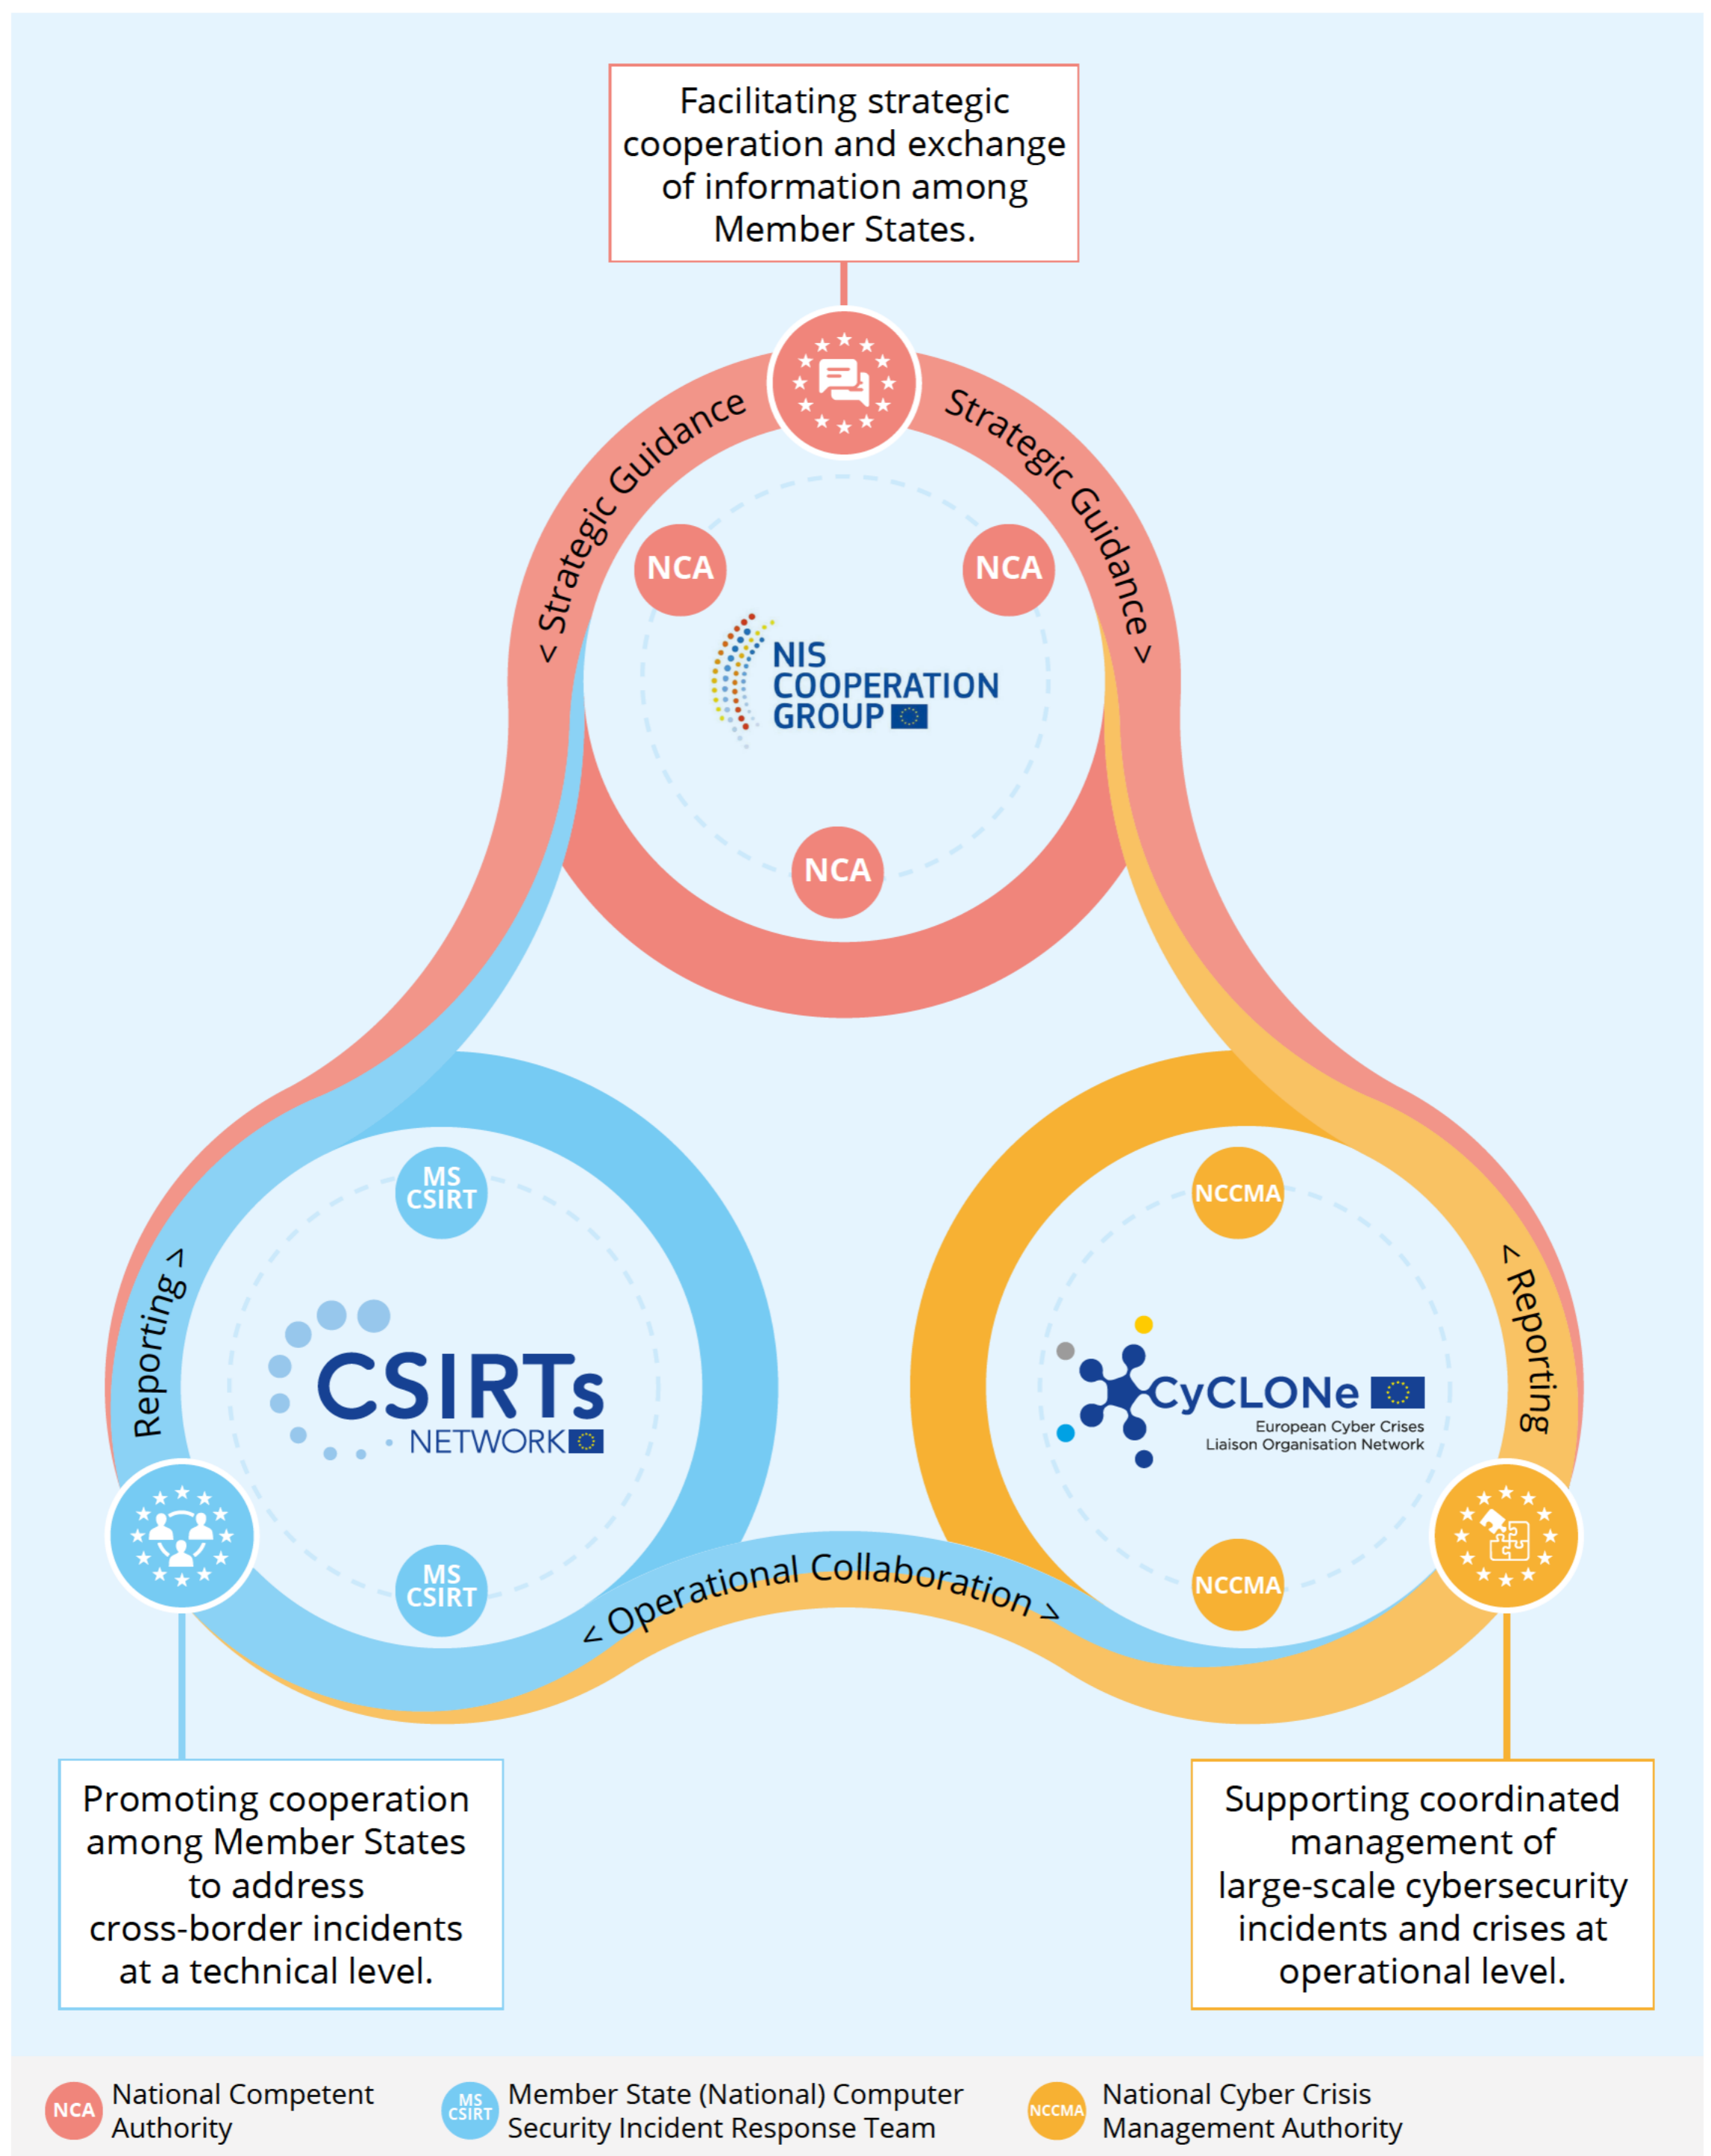 Facilitating strategic
cooperation and exchange
of information among
Member States.
< Strategic Guidance
Strategic Guidance >
NCA
NCA
NIS
COOPERATION
GROUP
NCA
MS
CSIRT
NCCMA
Reporting >
< Reporting
CSIRTs
NETWORK
CyCLONe
European Cyber Crises
Liaison Organisation Network
MS
CSIRT
NCCMA
< Operational Collaboration >
Promoting cooperation
among Member States
to address
cross-border incidents
at a technical level.
Supporting coordinated
management of
large-scale cybersecurity
incidents and crises at
operational level.
NCA
National Competent
Authority
MS
CSIRT
Member State (National) Computer
Security Incident Response Team
NCCMA
National Cyber Crisis
Management Authority